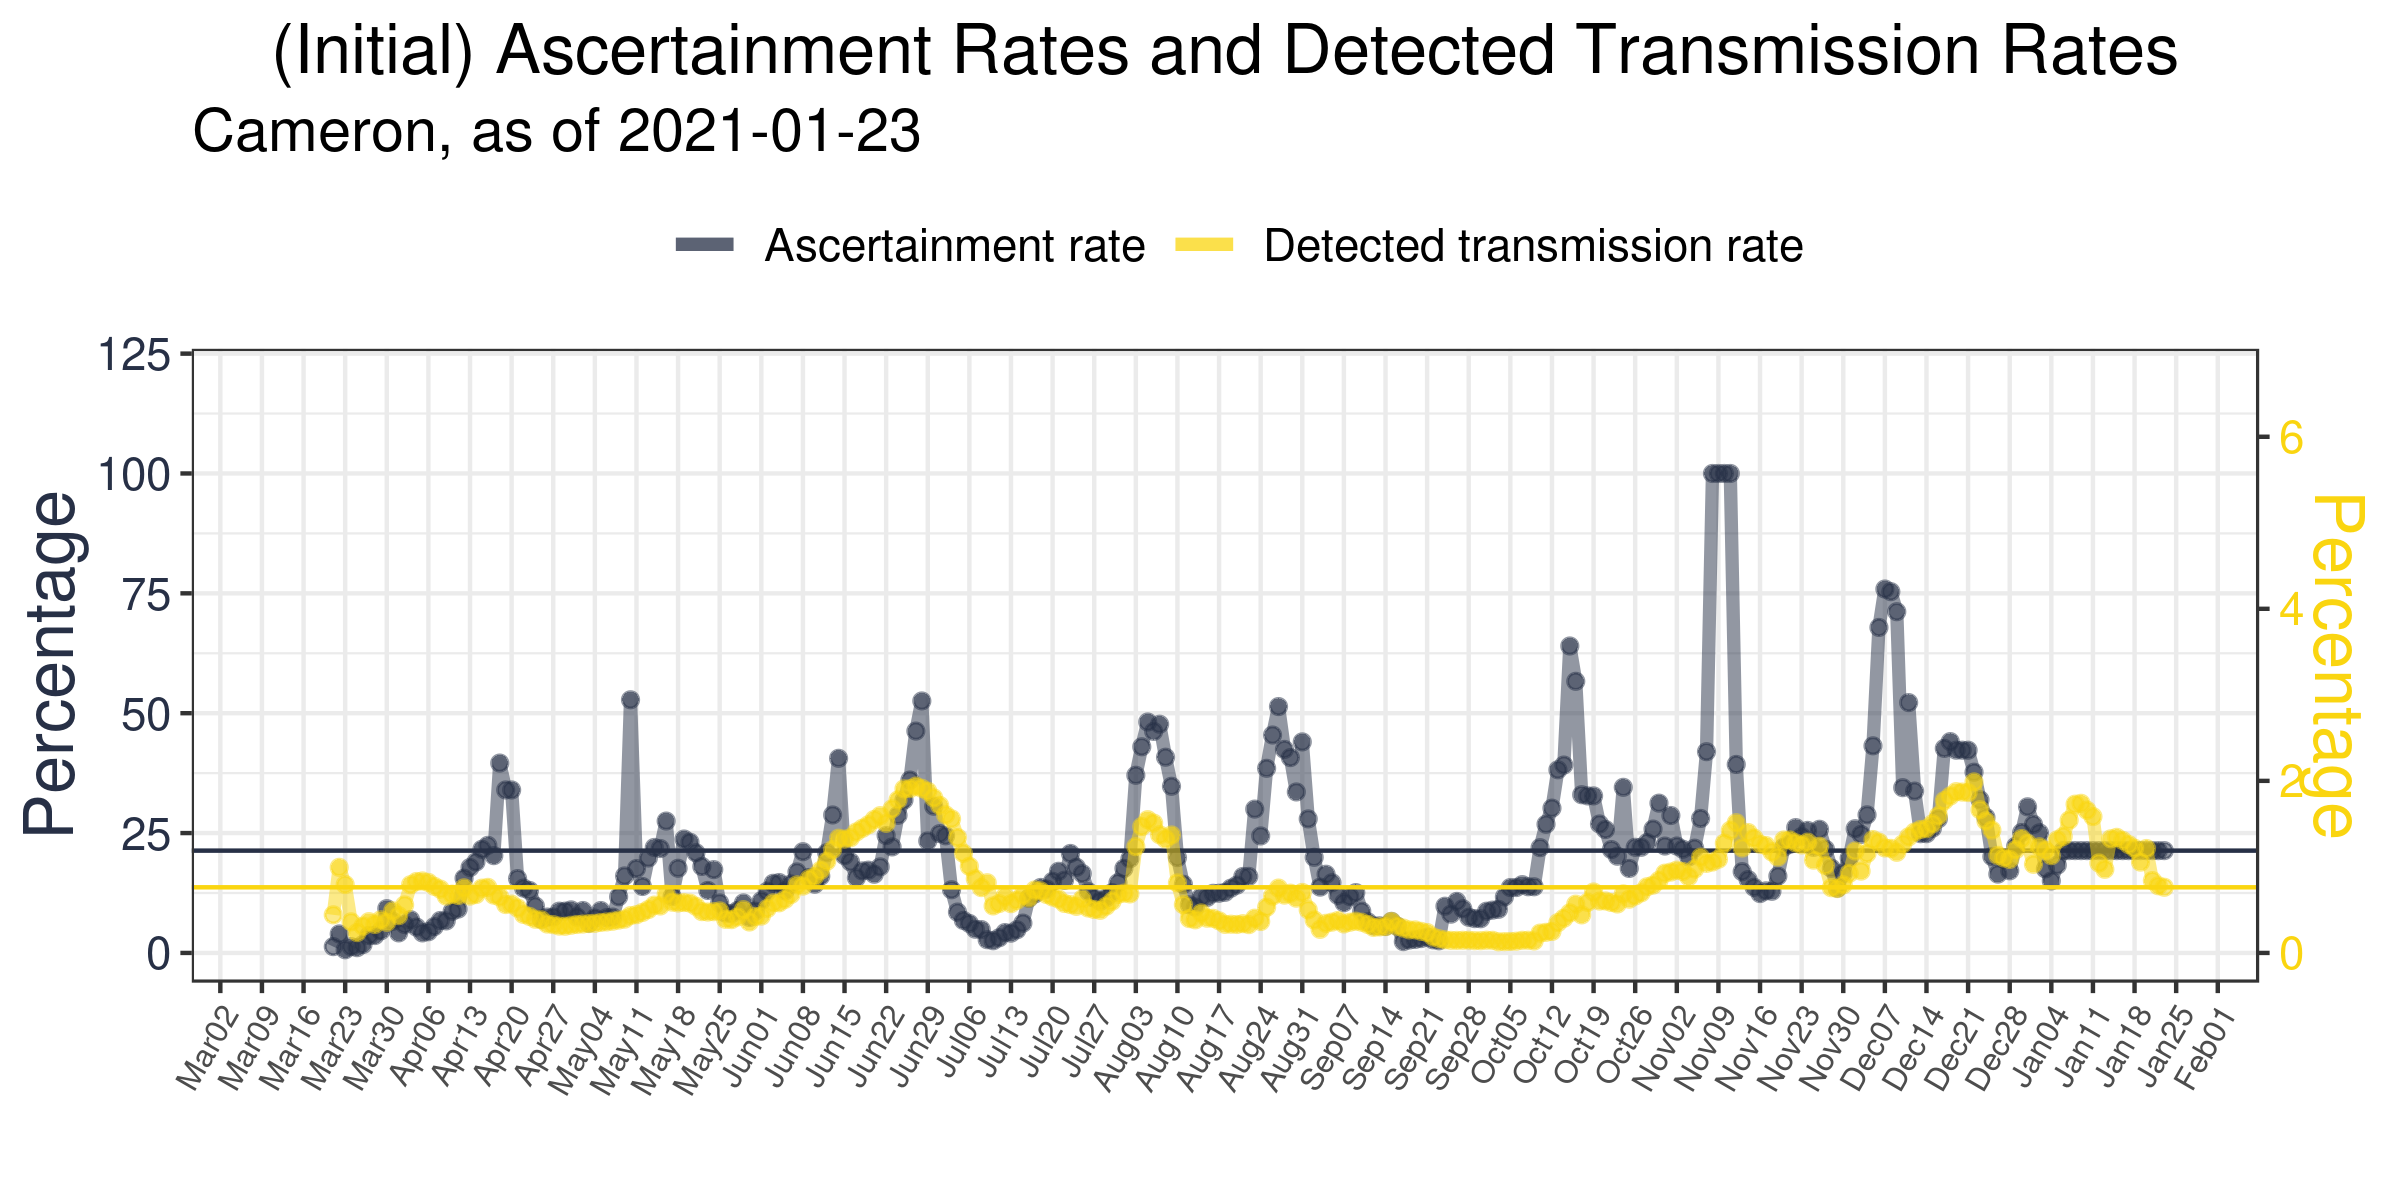 (Initial) Ascertainment Rates and Detected Transmission Rates
Cameron, as of 2021-01-23
Ascertainment rate Detected transmission rate
Percentage
125
100
75
50
25
0
6
4
2
0
Percentage
Mar02 Mar09 Mar16 Mar23 Mar30 Apr06 Apr13 Apr20 Apr27 May04 May11 May18 May25 Jun01 Jun08 Jun15 Jun22 Jun29 Jul06 Jul13 Jul20 Jul27 Aug03 Aug10 Aug17 Aug24 Aug31 Sep07 Sep14 Sep21 Sep28 Oct05 Oct12 Oct19 Oct26 Nov02 Nov09 Nov16 Nov23 Nov30 Dec07 Dec14 Dec21 Dec28 Jan04 Jan11 Jan18 Jan25 Feb01